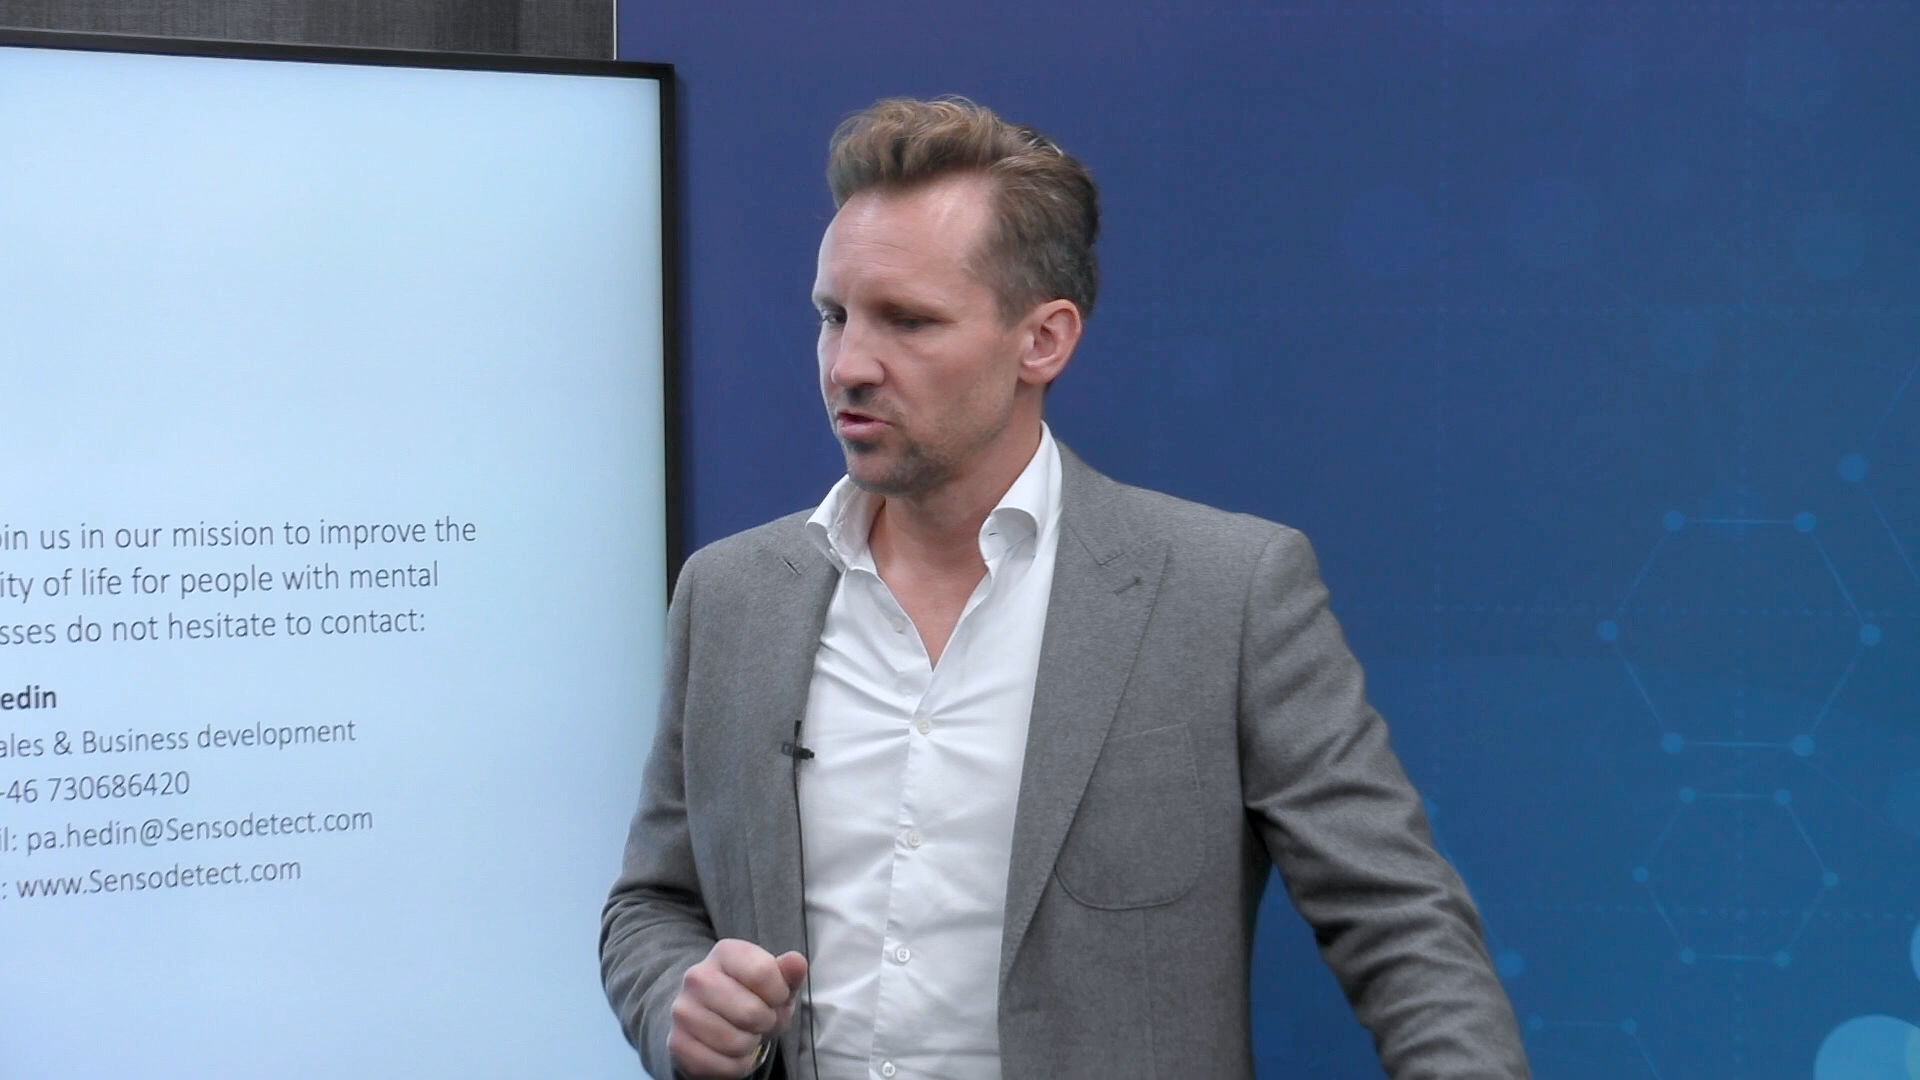 oin us in our mission to improve the
ity of life for people with mental
sses do not hesitate to contact:
edin
ales & Business development
-46 730686420
il: pa.hedin@Sensodetect.com
: www.Sensodetect.com